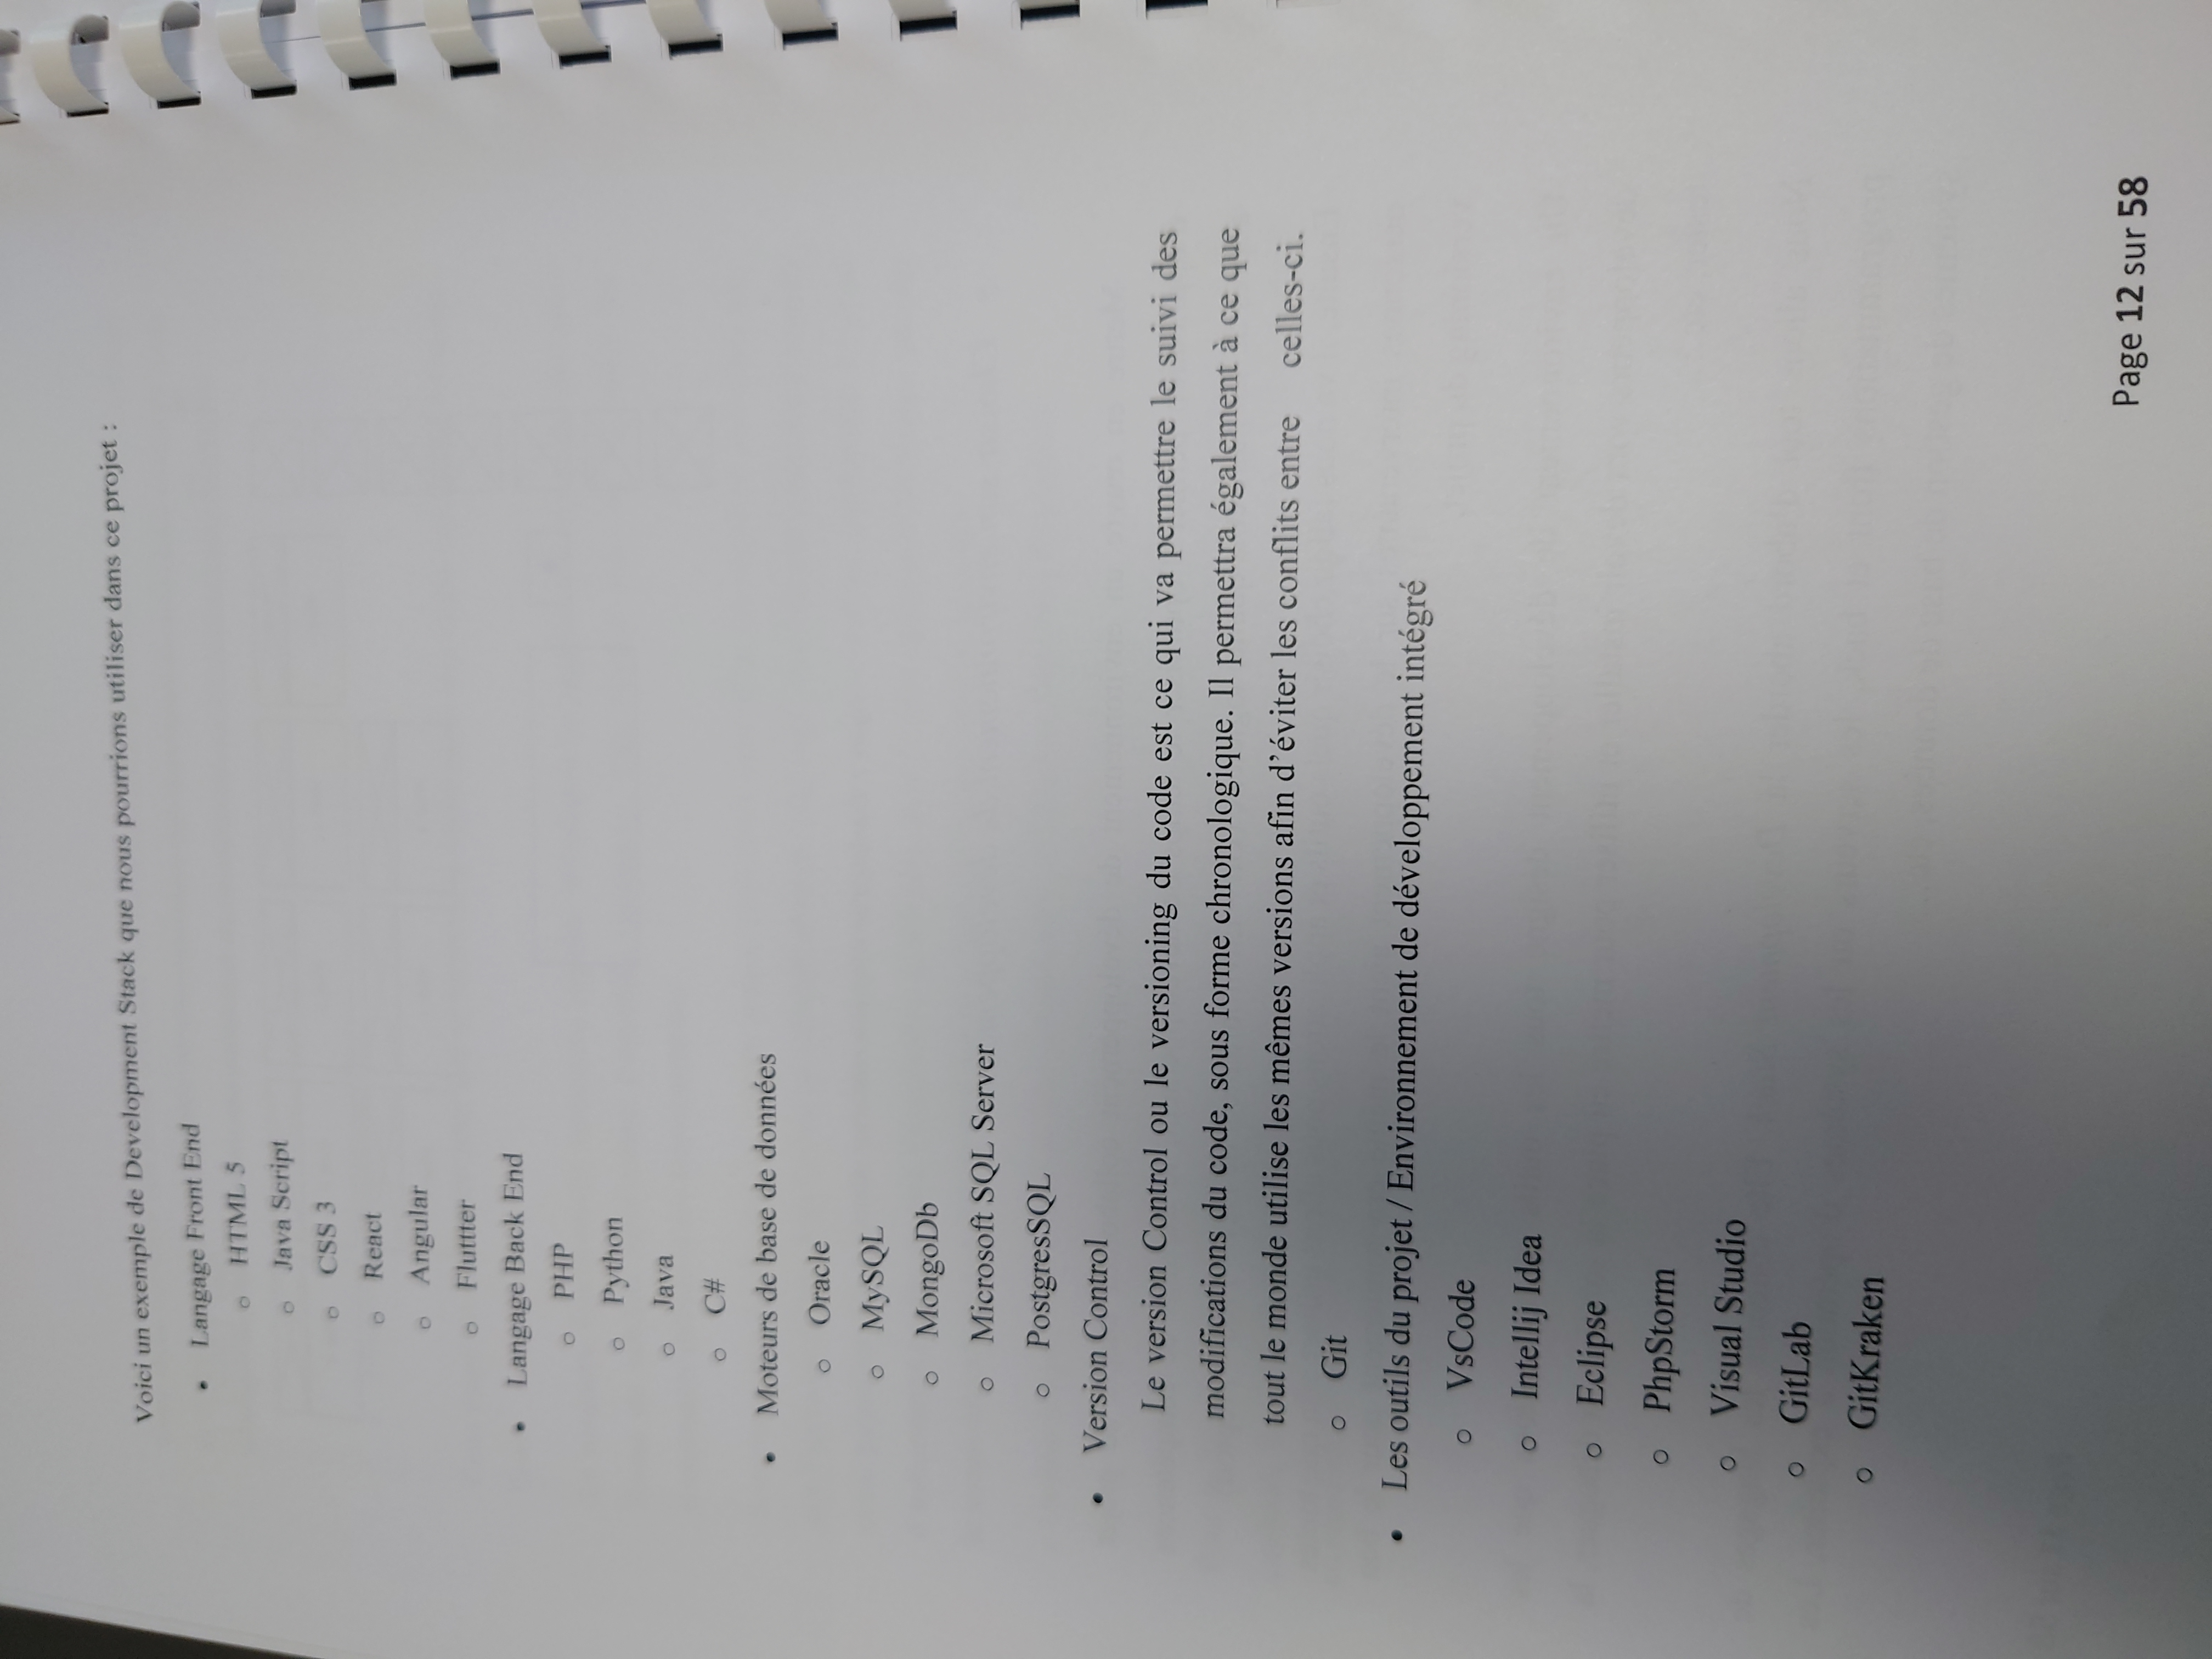 Voici un exemple de Development Stack que nous pourrions utiliser dans ce projet :
• Langage Front End
o HTML 5
o Java Script
o CSS 3
o React
o Angular
o Fluttter
• Langage Back End
o PHP
o Python
o Java
o C#
• Moteurs de base de données
o Oracle
o MySQL
o MongoDb
o Microsoft SQL Server
o PostgresSQL
• Version Control
Le version Control ou le versioning du code est ce qui va permettre le suivi des
modifications du code, sous forme chronologique. Il permettra également à ce que
tout le monde utilise les mêmes versions afin d'éviter les conflits entre celles-ci.
o Git
• Les outils du projet / Environnement de développement intégré
o VsCode
o Intellij Idea
o Eclipse
o PhpStorm
o Visual Studio
o GitLab
o GitKraken
Page 12 sur 58